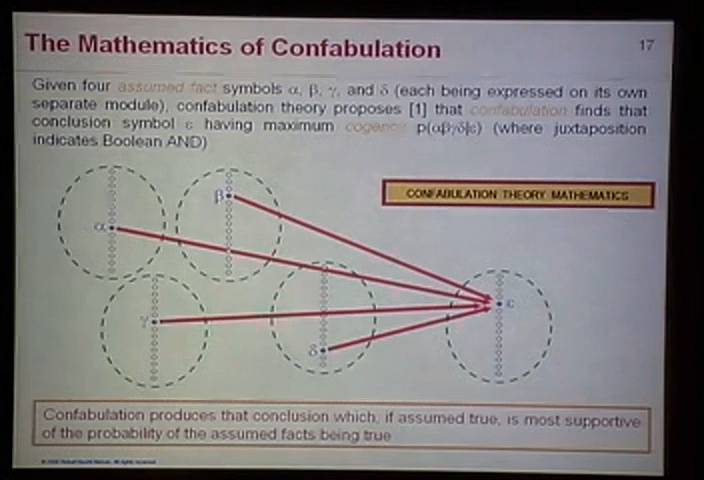 The Mathematics of Confabulation
17
Given four assumed fact symbols α, β, γ, and δ (each being expressed on its own
separate module), confabulation theory proposes [1] that confabulation finds that
conclusion symbol ε having maximum cogency p(αβγδ|ε) (where juxtaposition
indicates Boolean AND)
CONFABULATION THEORY MATHEMATICS
β
α
ε
γ
δ
Confabulation produces that conclusion which, if assumed true, is most supportive
of the probability of the assumed facts being true